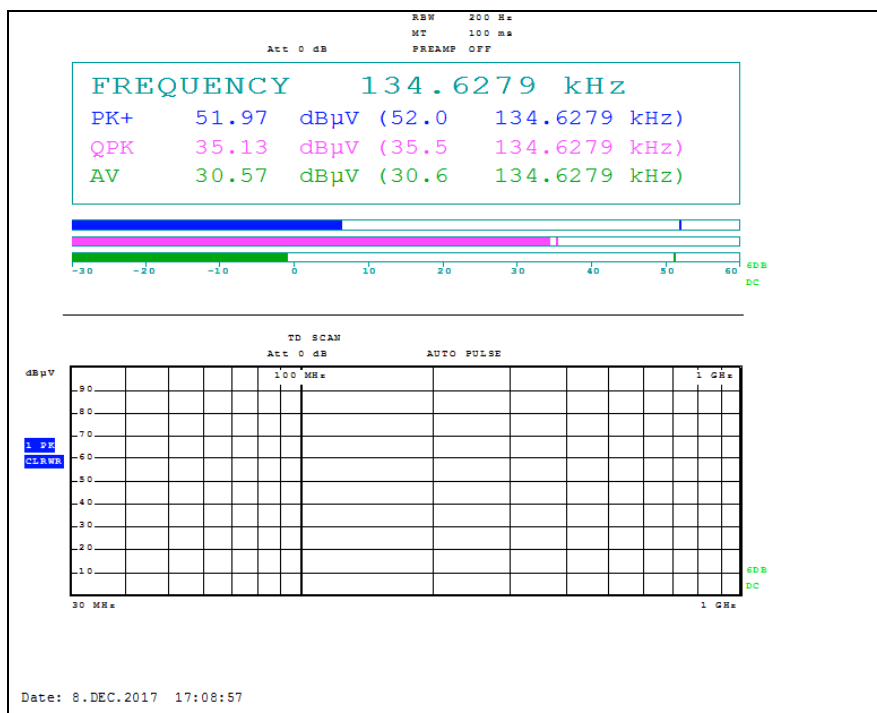 RBW 200 Hz
MT 100 ms
Att 0 dB PREAMP OFF
FREQUENCY 134.6279 kHz
PK+ 51.97 dBµV (52.0 134.6279 kHz)
QPK 35.13 dBµV (35.5 134.6279 kHz)
AV 30.57 dBµV (30.6 134.6279 kHz)
-30 -20 -10 0 10 20 30 40 50 60
6DB
DC
TD SCAN
Att 0 dB AUTO PULSE
dBµV
100 MHz 1 GHz
90
80
70
1 PK
CLRWR
60
50
40
30
20
10
6DB
DC
30 MHz 1 GHz
Date: 8.DEC.2017 17:08:57